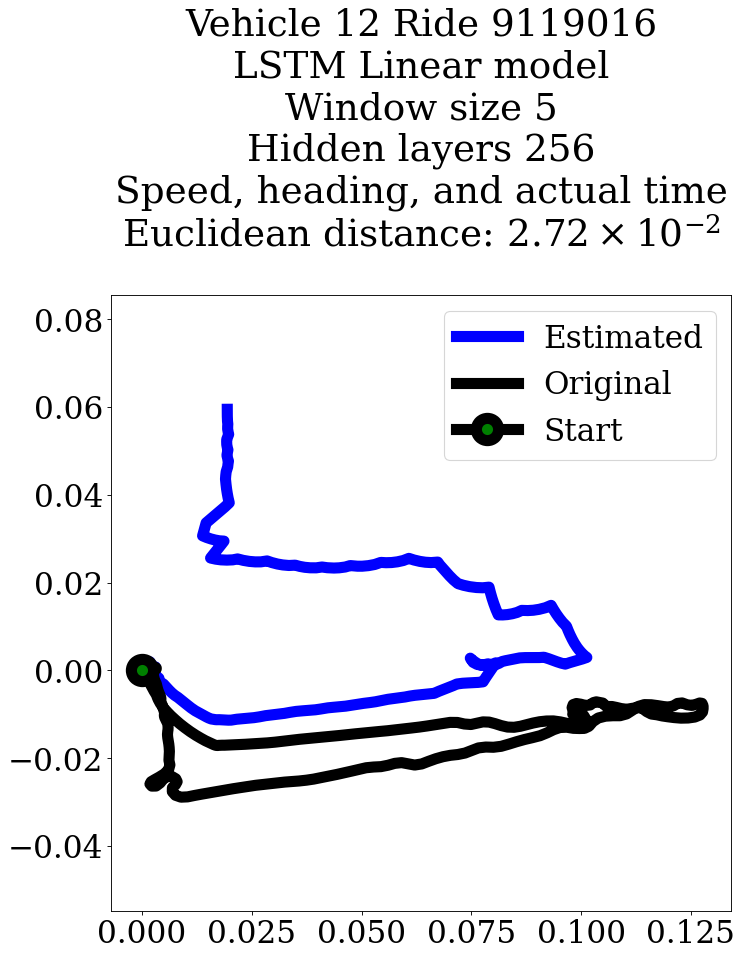 Vehicle 12 Ride 9119016
LSTM Linear model
Window size 5
Hidden layers 256
Speed, heading, and actual time
Euclidean distance: 2.72 × 10⁻²
Estimated
Original
Start
0.08
0.06
0.04
0.02
0.00
−0.02
−0.04
0.000 0.025 0.050 0.075 0.100 0.125